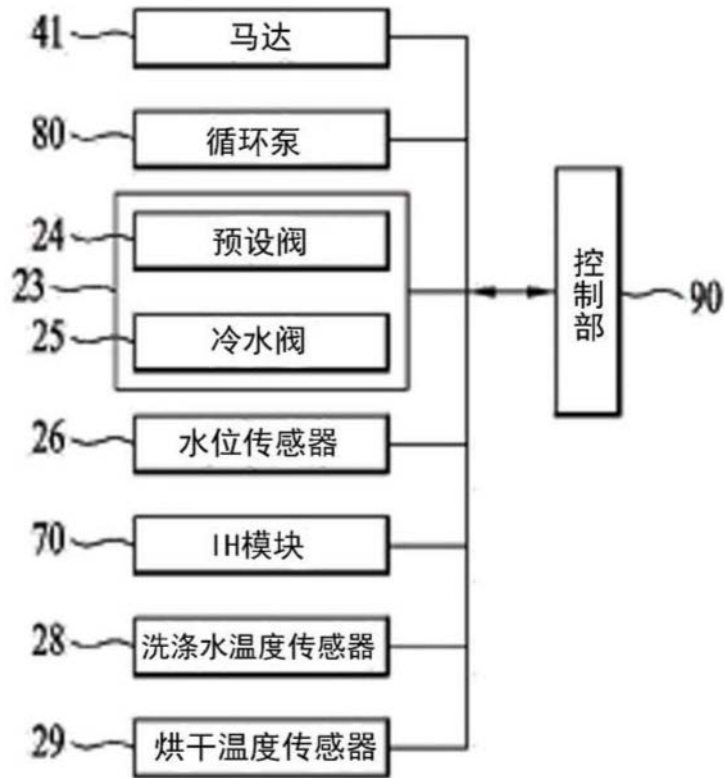 41 马达
80 循环泵
24 预设阀
23
25 冷水阀
控制部 90
26 水位传感器
70 IH模块
28 洗涤水温度传感器
29 烘干温度传感器